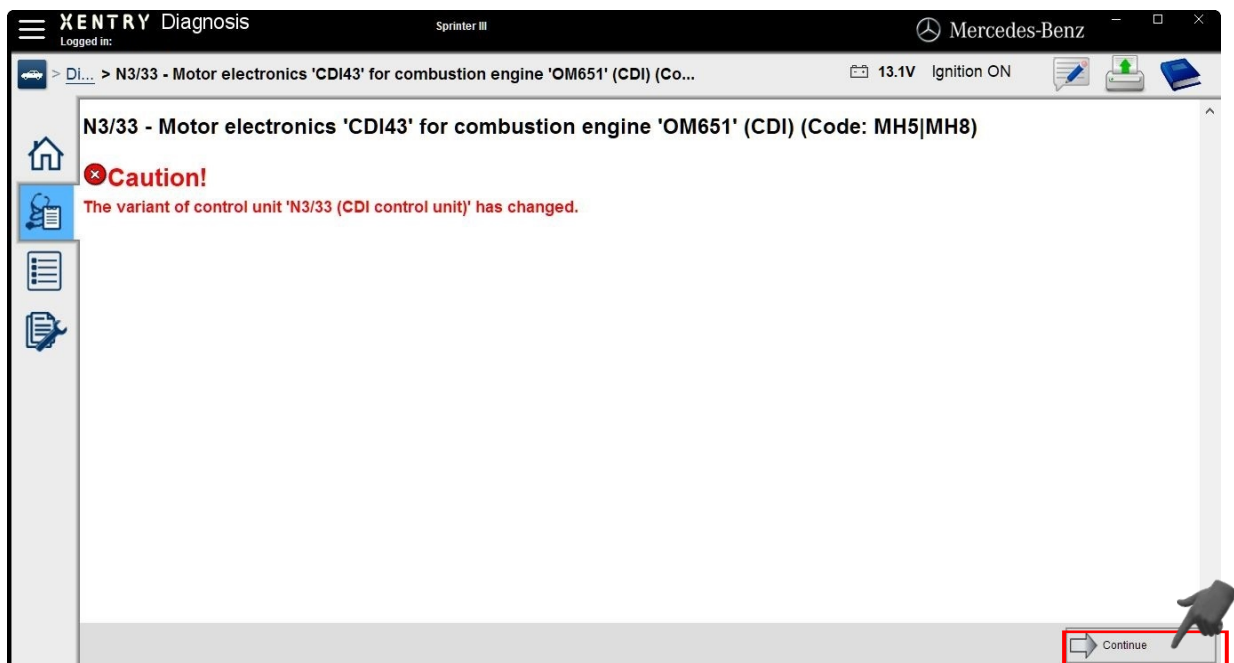 XENTRY Diagnosis
Sprinter III
Mercedes-Benz
Logged in:
> Di... > N3/33 - Motor electronics 'CDI43' for combustion engine 'OM651' (CDI) (Co...
13.1V Ignition ON
N3/33 - Motor electronics 'CDI43' for combustion engine 'OM651' (CDI) (Code: MH5|MH8)
Caution!
The variant of control unit 'N3/33 (CDI control unit)' has changed.
Continue